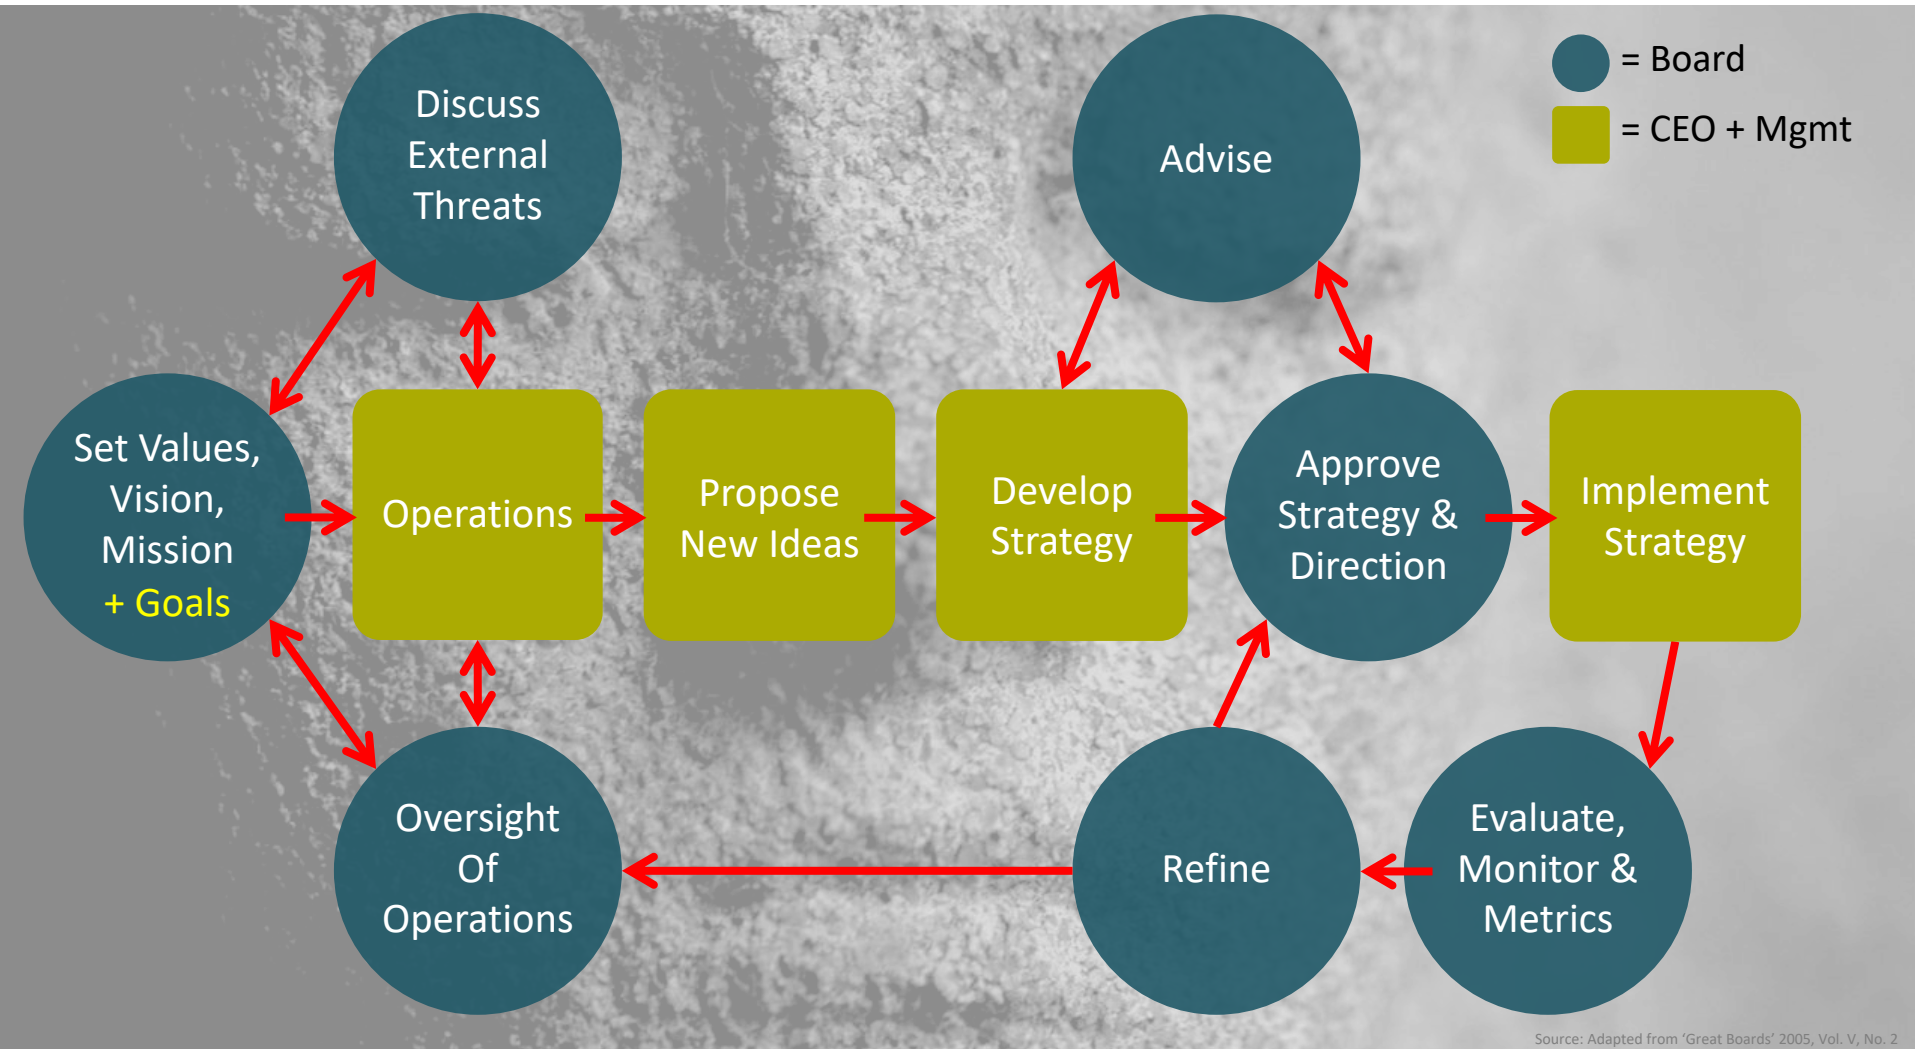 Discuss
External
Threats
Advise
= Board
= CEO + Mgmt
Set Values,
Vision,
Mission
+ Goals
Operations
Propose
New Ideas
Develop
Strategy
Approve
Strategy &
Direction
Implement
Strategy
Oversight
Of
Operations
Refine
Evaluate,
Monitor &
Metrics
Source: Adapted from ‘Great Boards’ 2005, Vol. V, No. 2